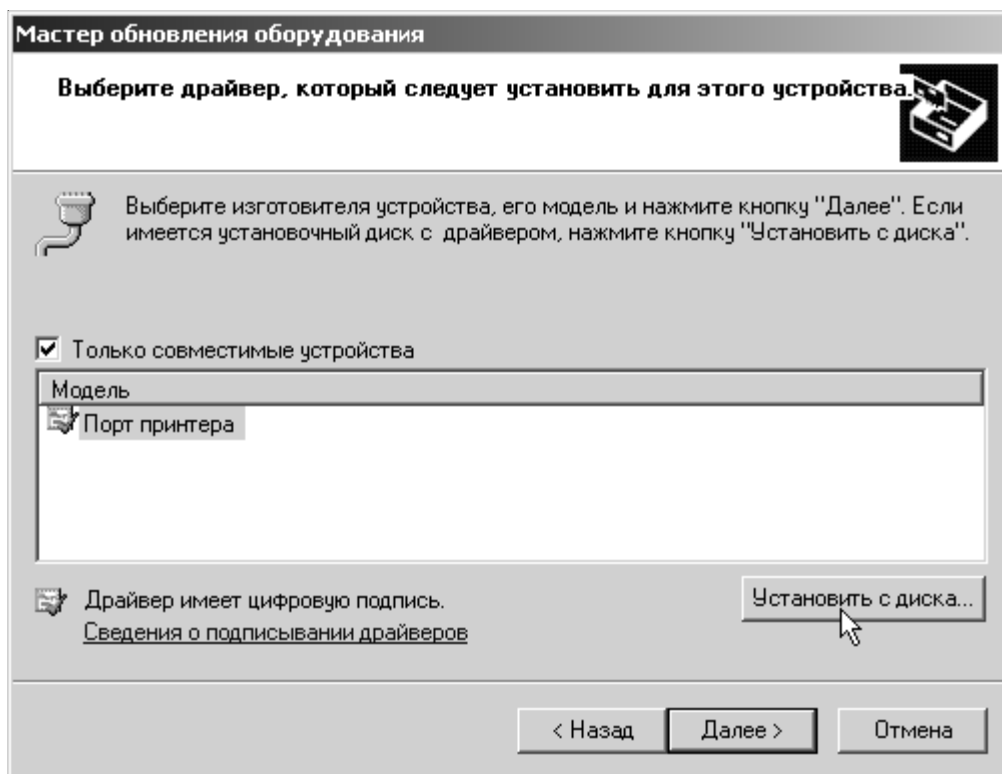 Мастер обновления оборудования
Выберите драйвер, который следует установить для этого устройства.
Выберите изготовителя устройства, его модель и нажмите кнопку "Далее". Если
имеется установочный диск с драйвером, нажмите кнопку "Установить с диска".
Только совместимые устройства
Модель
Порт принтера
Драйвер имеет цифровую подпись.
Установить с диска...
Сведения о подписывании драйверов
< Назад
Далее >
Отмена